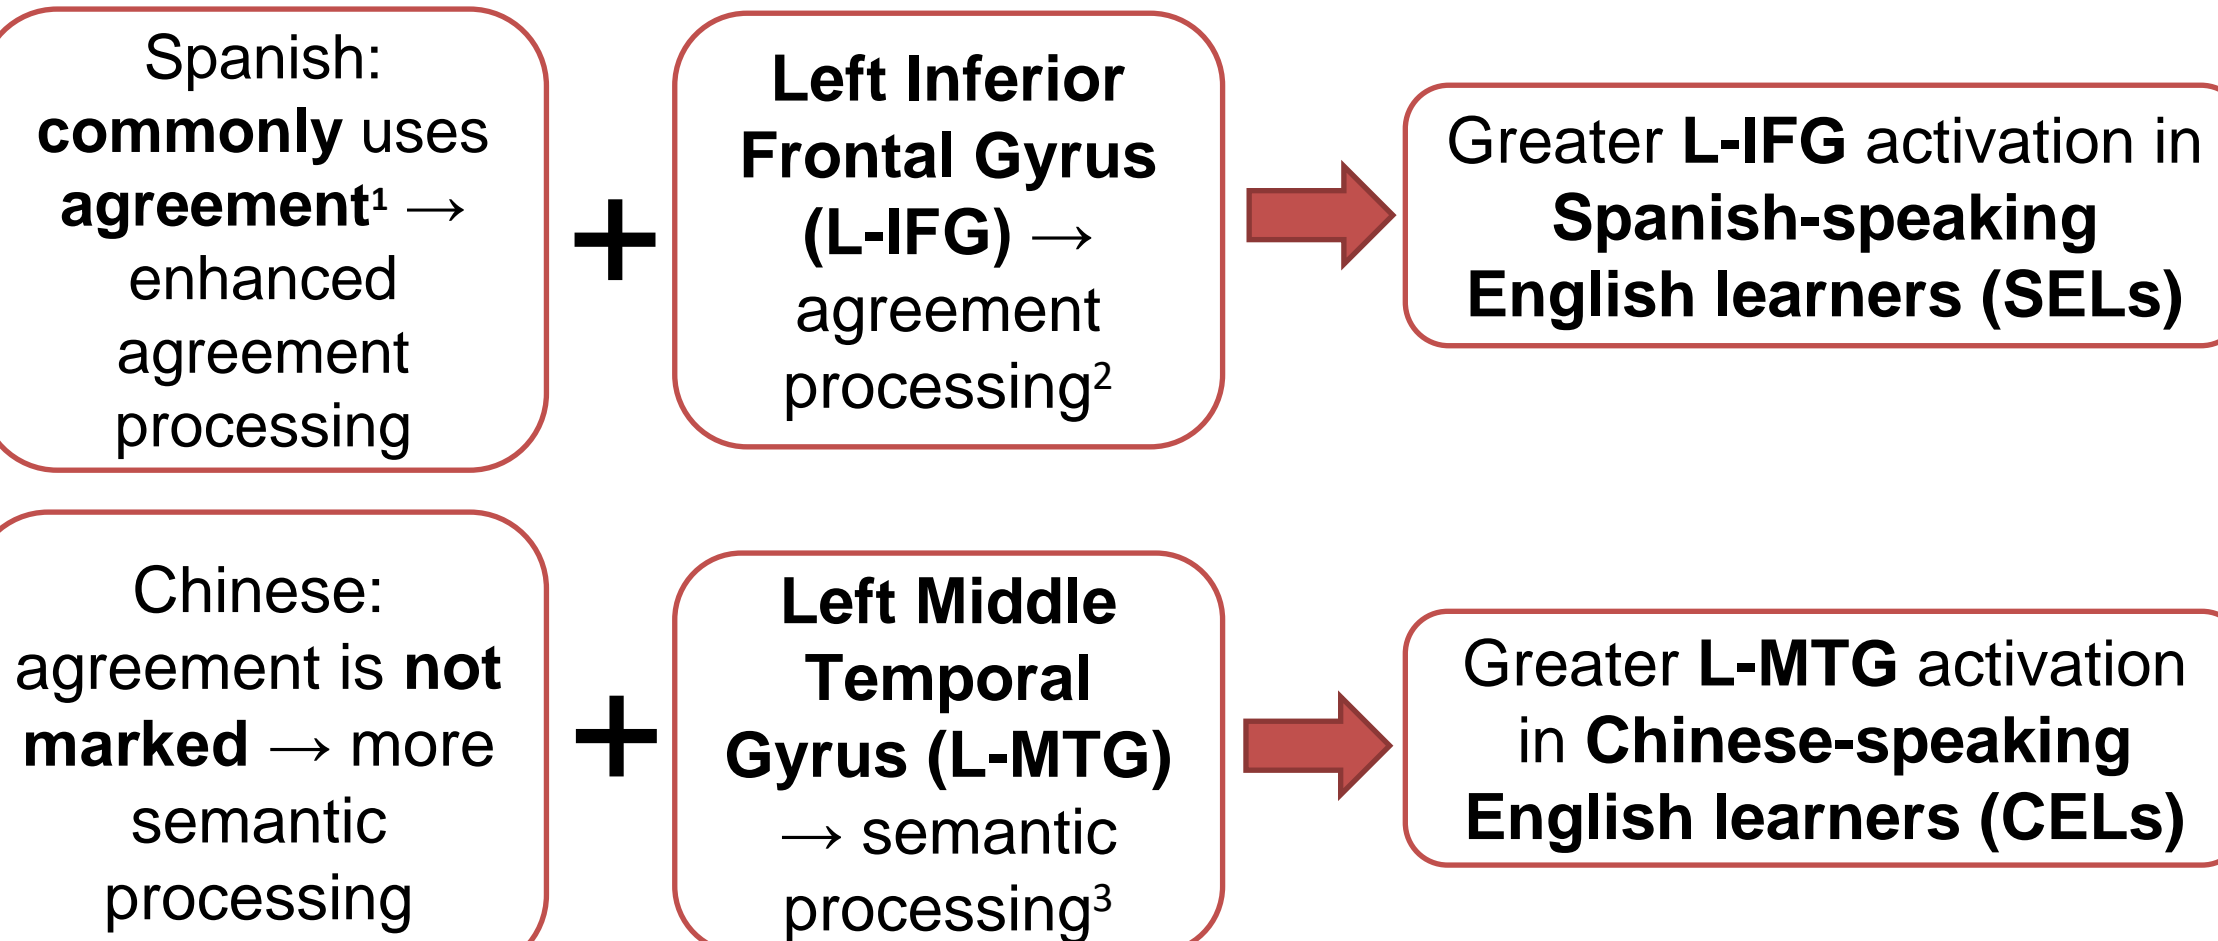 Spanish:
commonly uses
agreement¹ →
enhanced
agreement
processing
+
Left Inferior
Frontal Gyrus
(L-IFG) →
agreement
processing²
Greater L-IFG activation in
Spanish-speaking
English learners (SELs)
Chinese:
agreement is not
marked → more
semantic
processing
+
Left Middle
Temporal
Gyrus (L-MTG)
→ semantic
processing³
Greater L-MTG activation
in Chinese-speaking
English learners (CELs)